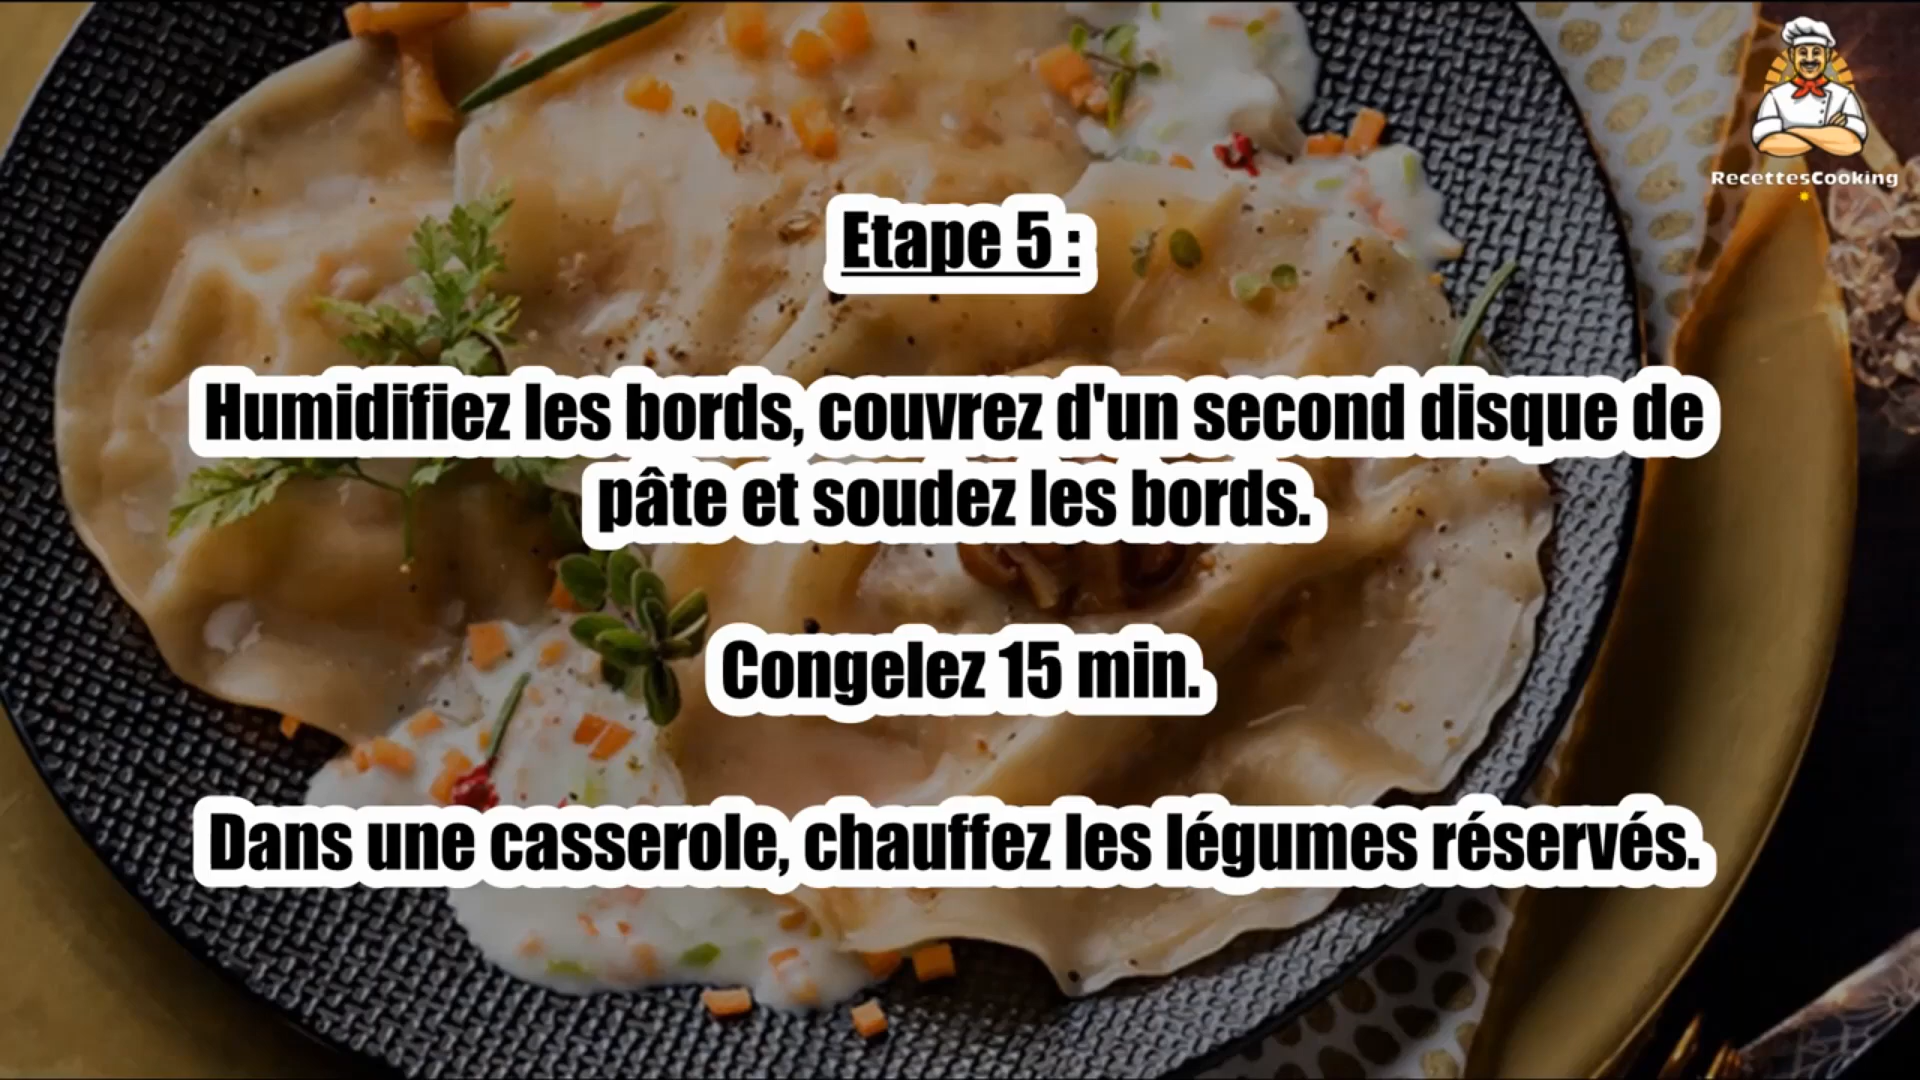 RecettesCooking
Etape 5 :
Humidifiez les bords, couvrez d'un second disque de
pâte et soudez les bords.
Congelez 15 min.
Dans une casserole, chauffez les légumes réservés.